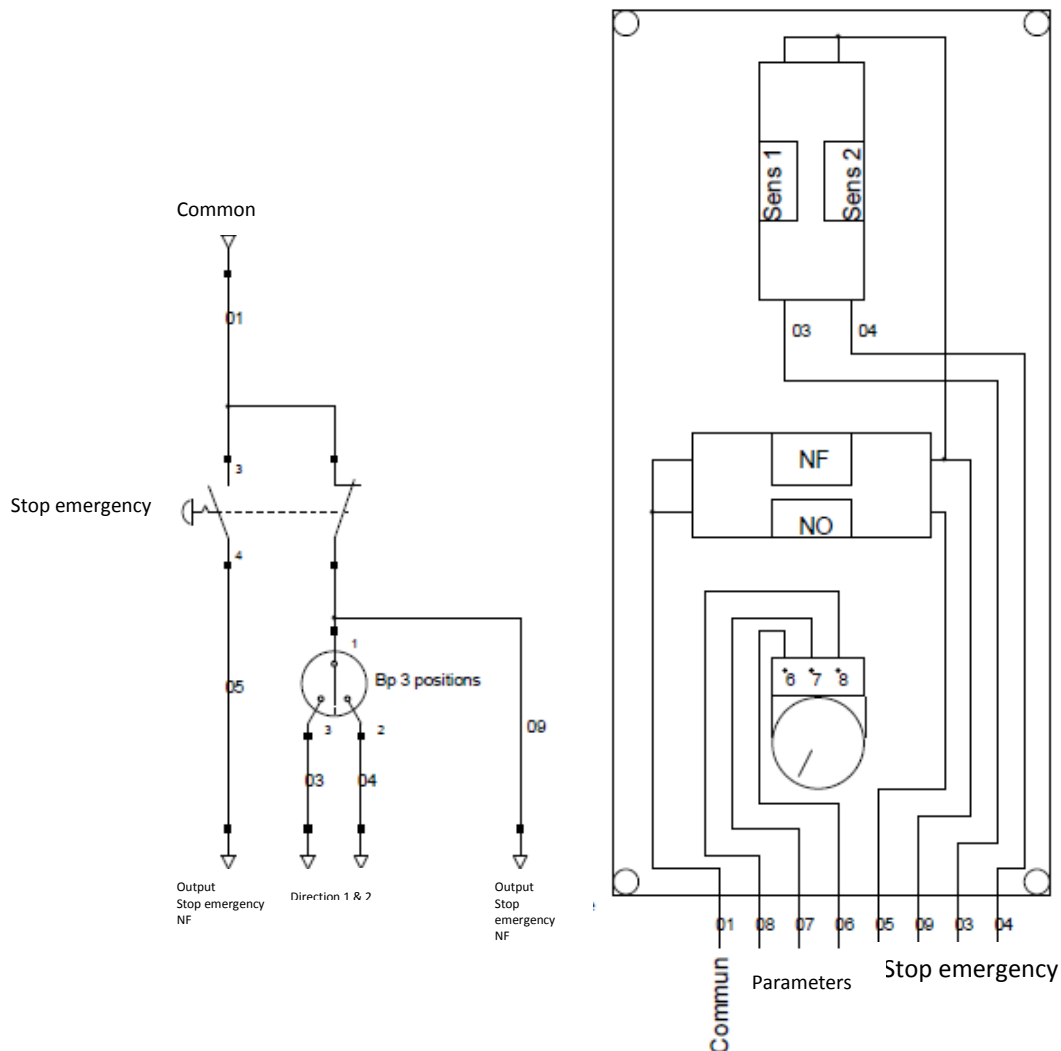 Common
01
3
Stop emergency
4
1
Bp 3 positions
3
2
05
03
04
09
Output
Stop emergency
NF
Direction 1 & 2
Output
Stop
emergency
NF
Sens 1
Sens 2
03
04
NF
NO
6
7
8
01
08
07
06
05
09
03
04
Commun
Parameters
Stop emergency